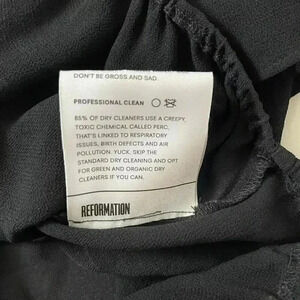 DON'T BE GROSS AND SAD
PROFESSIONAL CLEAN
85% OF DRY CLEANERS USE A CREEPY,
TOXIC CHEMICAL CALLED PERC,
THAT'S LINKED TO RESPIRATORY
ISSUES, BIRTH DEFECTS AND AIR
POLLUTION. YUCK. SKIP THE
STANDARD DRY CLEANING AND OPT
FOR GREEN AND ORGANIC DRY
CLEANERS IF YOU CAN.
REFORMATION